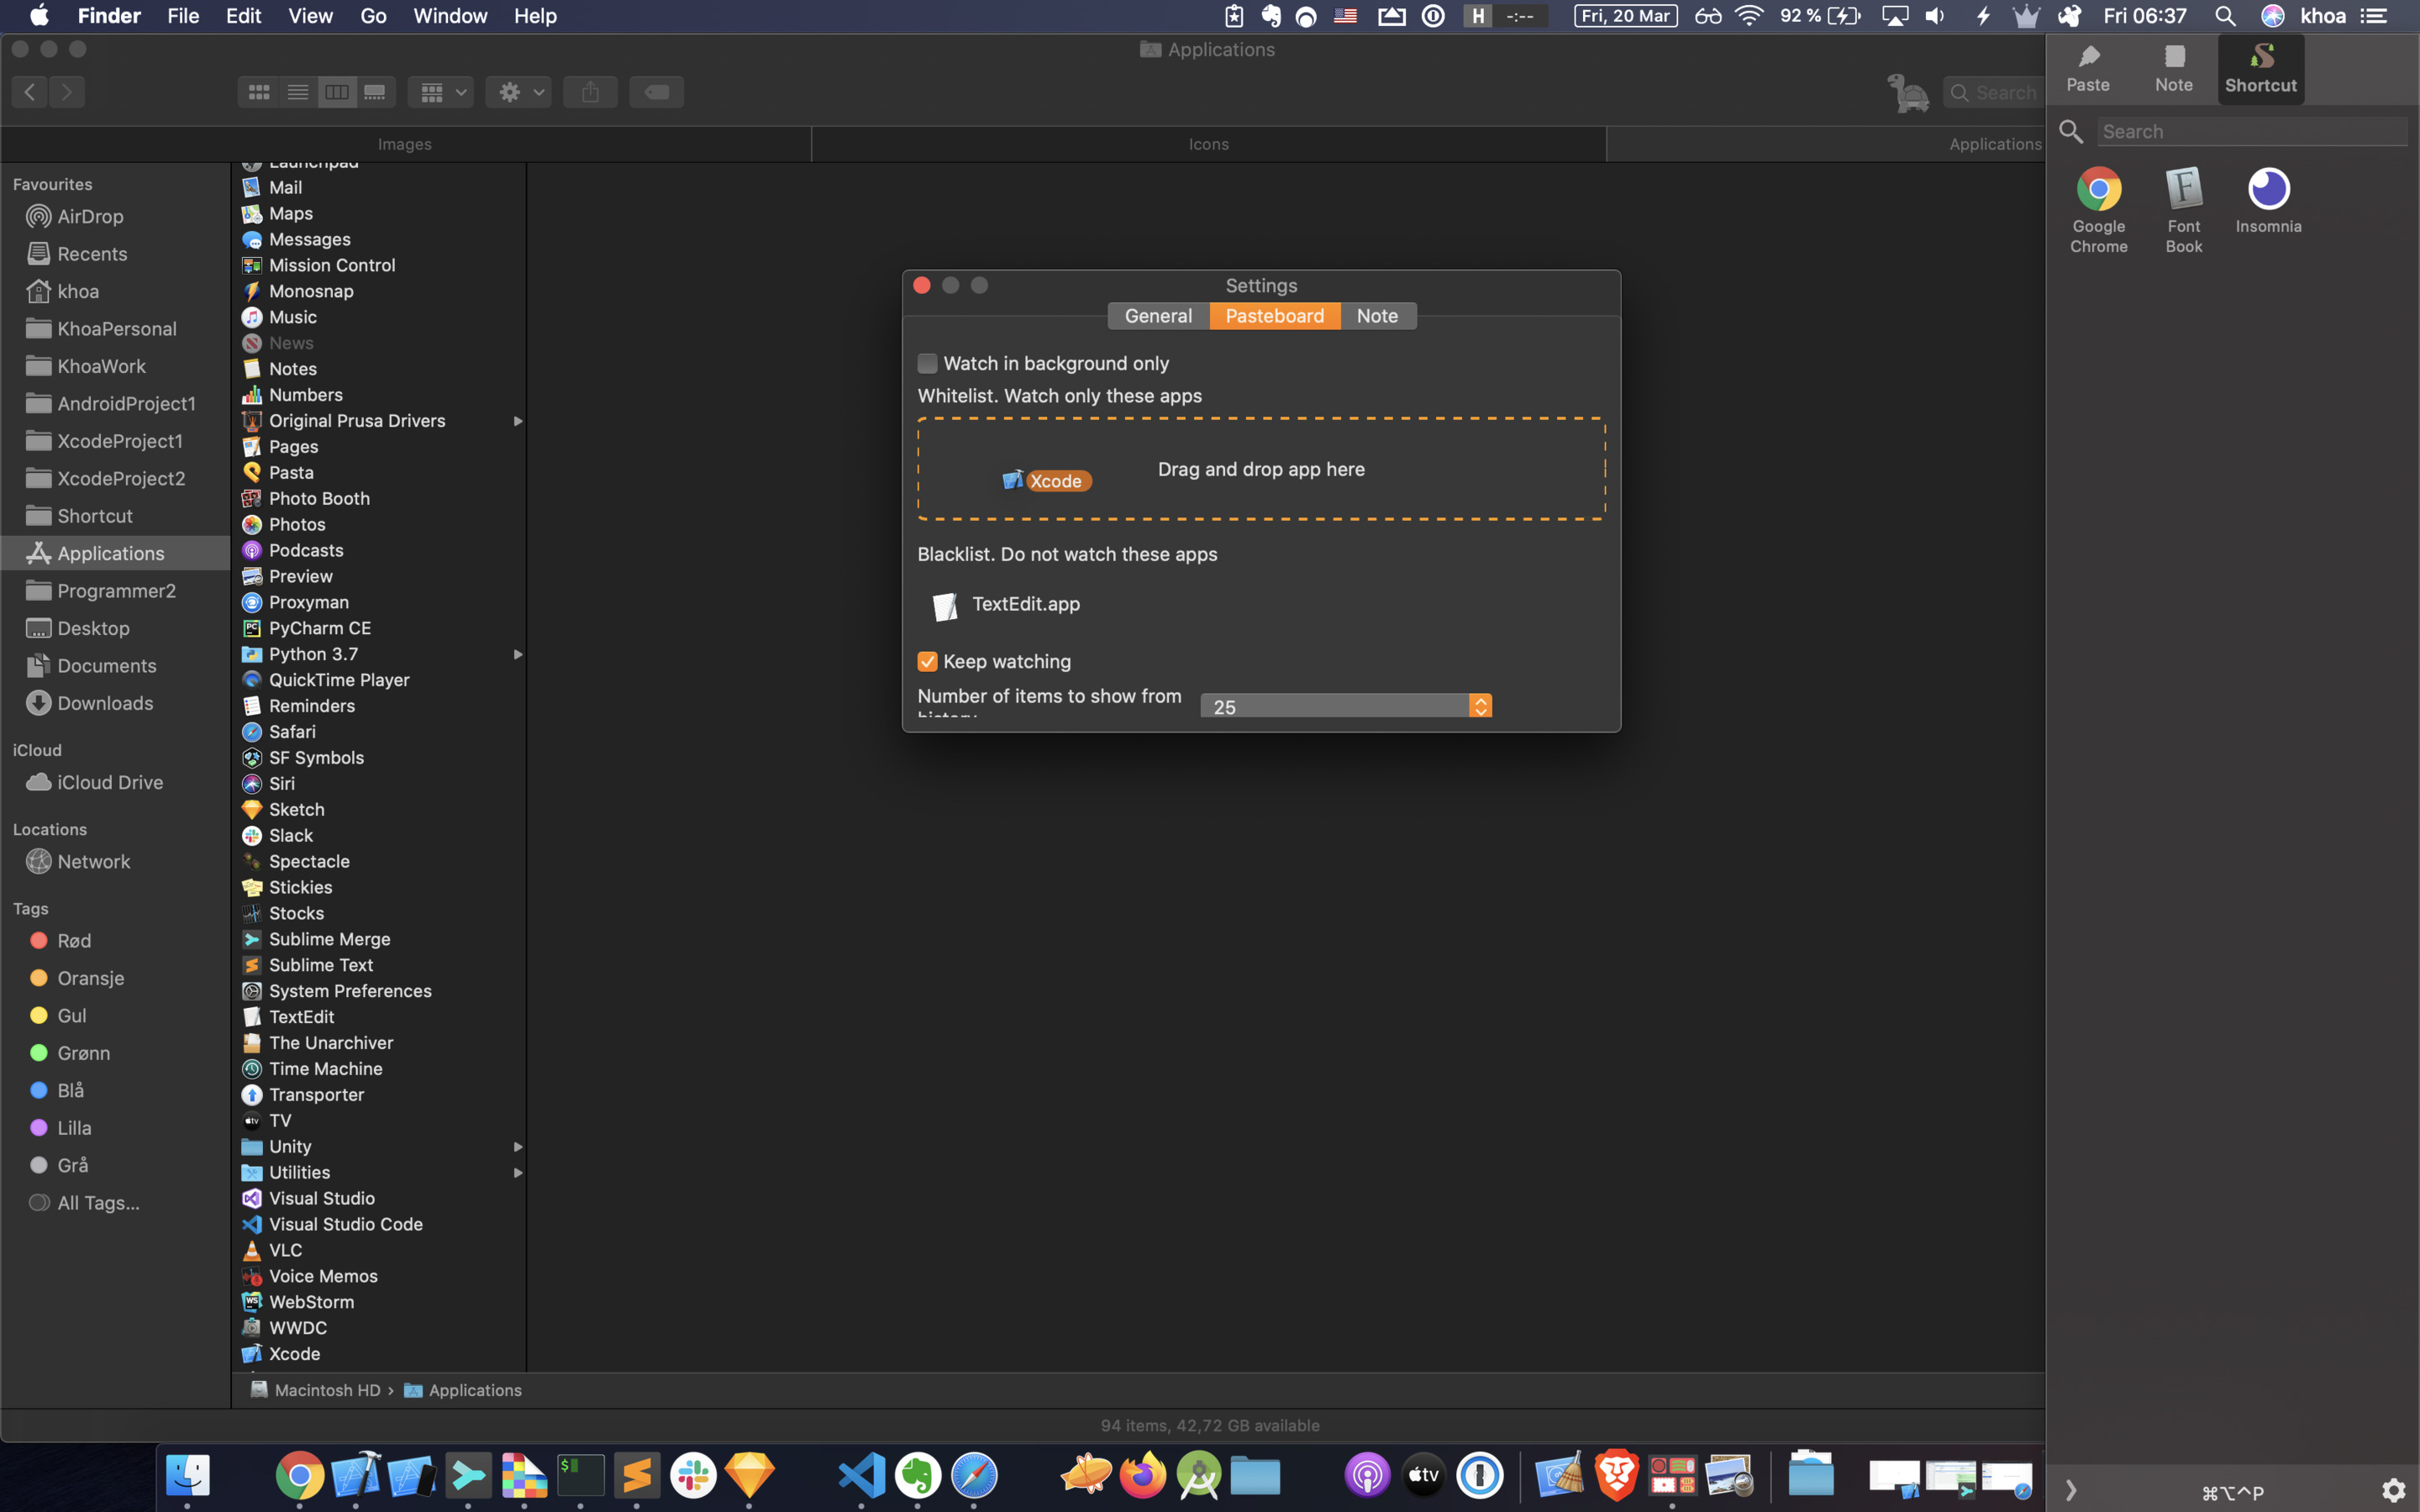 Finder File Edit View Go Window Help
H -:-- Fri, 20 Mar 92 % Fri 06:37 khoa
Applications
Search
Images Icons Applications
Favourites
AirDrop
Recents
khoa
KhoaPersonal
KhoaWork
AndroidProject1
XcodeProject1
XcodeProject2
Shortcut
Applications
Programmer2
Desktop
Documents
Downloads
iCloud
iCloud Drive
Locations
Network
Tags
Rød
Oransje
Gul
Grønn
Blå
Lilla
Grå
All Tags...
Launchpad
Mail
Maps
Messages
Mission Control
Monosnap
Music
News
Notes
Numbers
Original Prusa Drivers
Pages
Pasta
Photo Booth
Photos
Podcasts
Preview
Proxyman
PyCharm CE
Python 3.7
QuickTime Player
Reminders
Safari
SF Symbols
Siri
Sketch
Slack
Spectacle
Stickies
Stocks
Sublime Merge
Sublime Text
System Preferences
TextEdit
The Unarchiver
Time Machine
Transporter
TV
Unity
Utilities
Visual Studio
Visual Studio Code
VLC
Voice Memos
WebStorm
WWDC
Xcode
Macintosh HD › Applications
94 items, 42,72 GB available
Settings
General Pasteboard Note
Watch in background only
Whitelist. Watch only these apps
Xcode
Drag and drop app here
Blacklist. Do not watch these apps
TextEdit.app
Keep watching
Number of items to show from
history
25
Paste Note Shortcut
Search
Google
Chrome
Font
Book
Insomnia
⌘⌥^P
$
tv